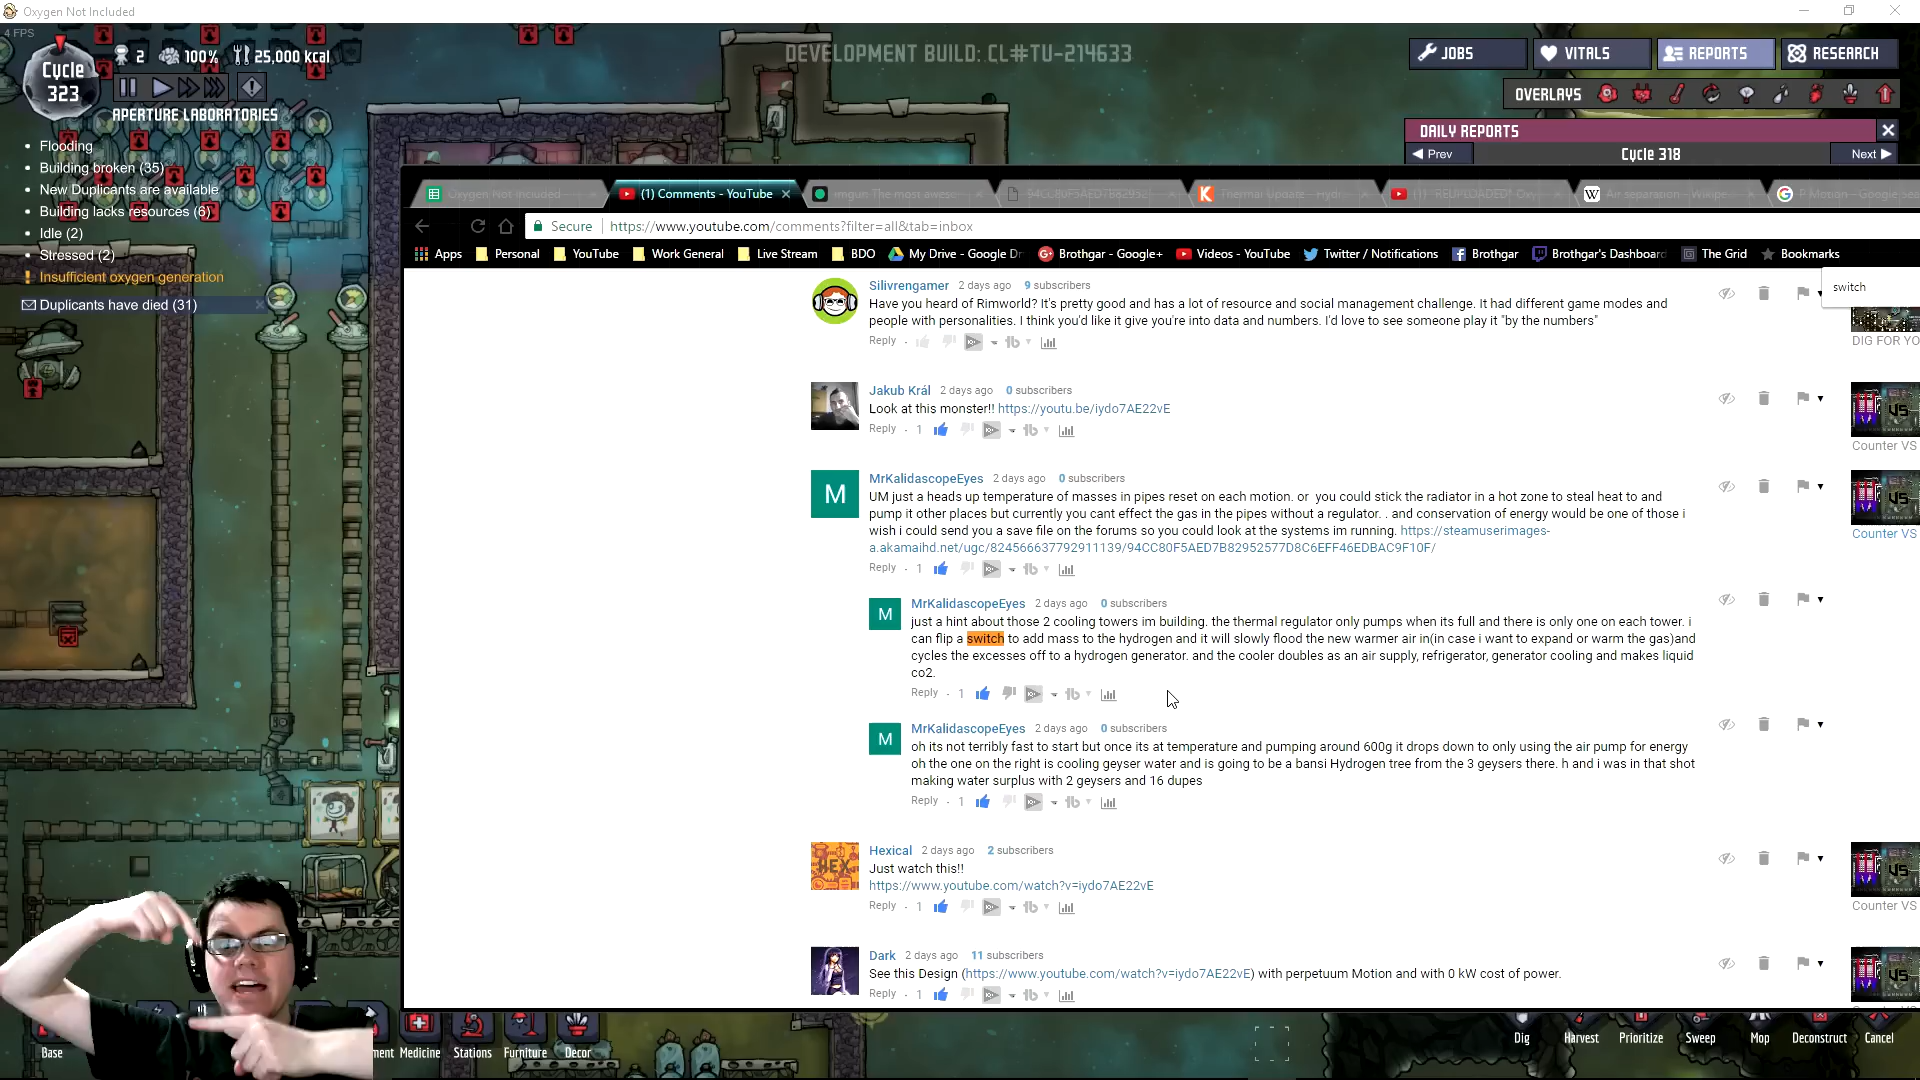 Oxygen Not Included
4 FPS
Cycle
323
2
100%
25,000 kcal
APERTURE LABORATORIES
Flooding
Building broken (35)
New Duplicants are available
Building lacks resources (6)
Idle (2)
Stressed (2)
Insufficient oxygen generation
Duplicants have died (31)
DEVELOPMENT BUILD: CL#TU-214633
JOBS
VITALS
REPORTS
RESEARCH
OVERLAYS
DAILY REPORTS
Prev
Cycle 318
Next
Oxygen Not Included
(1) Comments - YouTube
Imgur: The most awes
Thermal Update
Air separation - Wikipe
Secure
https://www.youtube.com/comments?filter=all&tab=inbox
Apps
Personal
YouTube
Work General
Live Stream
BDO
My Drive - Google Dr
Brothgar - Google+
Videos - YouTube
Twitter / Notifications
Brothgar
Brothgar's Dashboard
The Grid
Bookmarks
switch
Silivrengamer 2 days ago 9 subscribers
Have you heard of Rimworld? It's pretty good and has a lot of resource and social management challenge. It had different game modes and
people with personalities. I think you'd like it give you're into data and numbers. I'd love to see someone play it "by the numbers"
Reply
DIG FOR YO
Jakub Král 2 days ago 0 subscribers
Look at this monster!! https://youtu.be/iydo7AE22vE
Reply 1
Counter VS
MrKalidascopeEyes 2 days ago 0 subscribers
UM just a heads up temperature of masses in pipes reset on each motion. or you could stick the radiator in a hot zone to steal heat to and
pump it other places but currently you cant effect the gas in the pipes without a regulator. . and conservation of energy would be one of those i
wish i could send you a save file on the forums so you could look at the systems im running. https://steamuserimages-
a.akamaihd.net/ugc/824566637792911139/94CC80F5AED7B82952577D8C6EFF46EDBAC9F10F/
Reply 1
Counter VS
MrKalidascopeEyes 2 days ago 0 subscribers
just a hint about those 2 cooling towers im building. the thermal regulator only pumps when its full and there is only one on each tower. i
can flip a switch to add mass to the hydrogen and it will slowly flood the new warmer air in(in case i want to expand or warm the gas)and
cycles the excesses off to a hydrogen generator. and the cooler doubles as an air supply, refrigerator, generator cooling and makes liquid
co2.
Reply 1
MrKalidascopeEyes 2 days ago 0 subscribers
oh its not terribly fast to start but once its at temperature and pumping around 600g it drops down to only using the air pump for energy
oh the one on the right is cooling geyser water and is going to be a bansi Hydrogen tree from the 3 geysers there. h and i was in that shot
making water surplus with 2 geysers and 16 dupes
Reply 1
Hexical 2 days ago 2 subscribers
Just watch this!!
https://www.youtube.com/watch?v=iydo7AE22vE
Reply 1
Counter VS
Dark 2 days ago 11 subscribers
See this Design (https://www.youtube.com/watch?v=iydo7AE22vE) with perpetuum Motion and with 0 kW cost of power.
Reply 1
Base
Medicine
Stations
Furniture
Decor
Dig
Harvest
Prioritize
Sweep
Mop
Deconstruct
Cancel